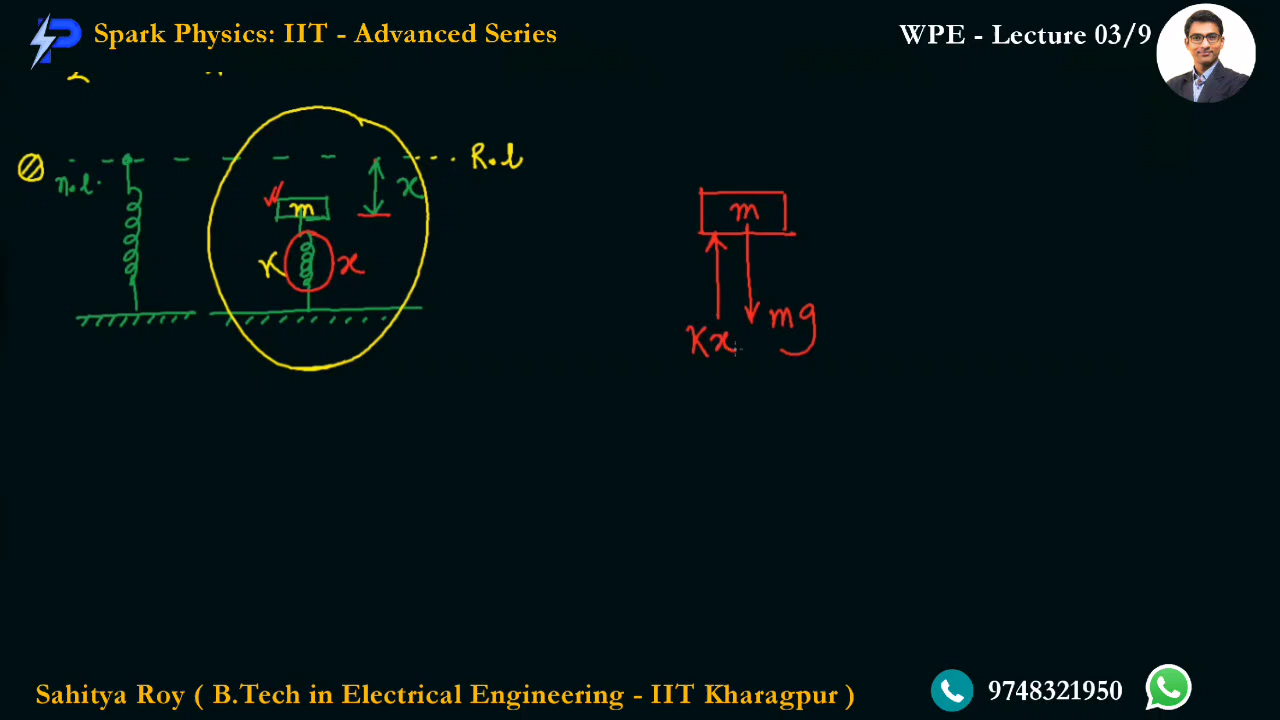 Spark Physics: IIT - Advanced Series
WPE - Lecture 03/9
R.l
n.l.
x
m
K
x
m
Kx
mg
Sahitya Roy ( B.Tech in Electrical Engineering - IIT Kharagpur )
9748321950